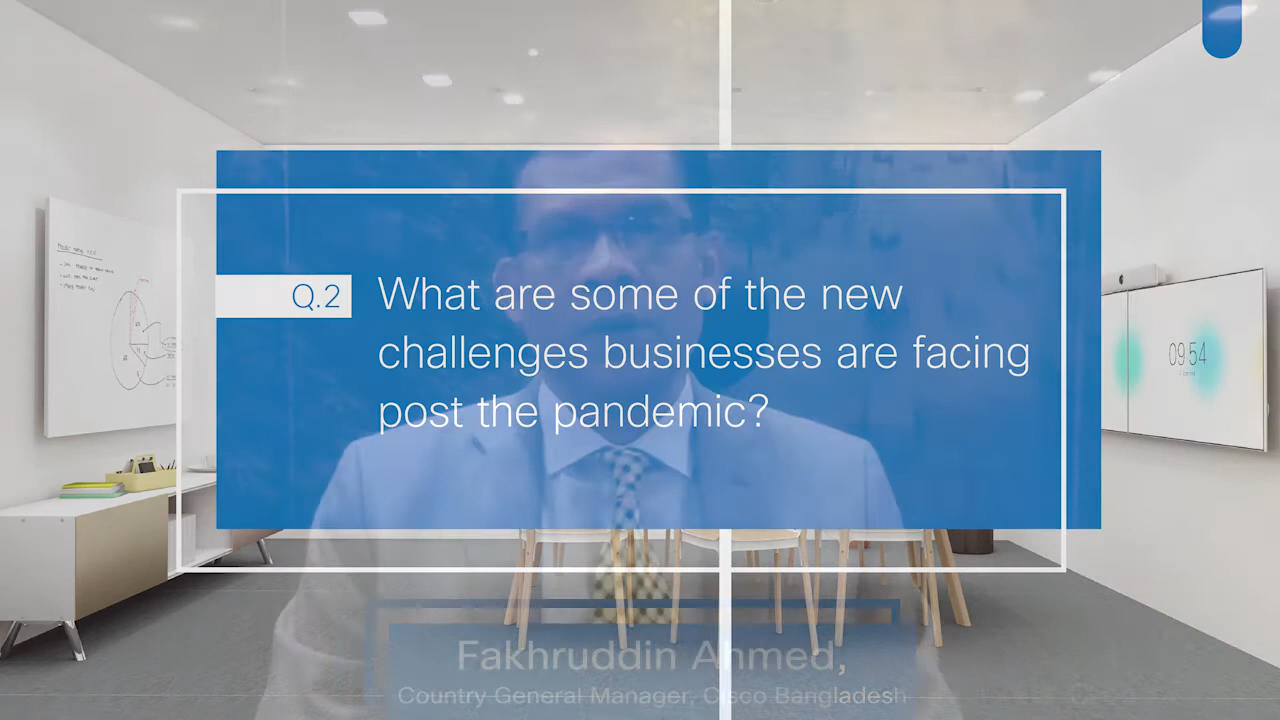 Q.2
What are some of the new
challenges businesses are facing
post the pandemic?
09:54
Fakhruddin Ahmed,
Country General Manager, Cisco Bangladesh